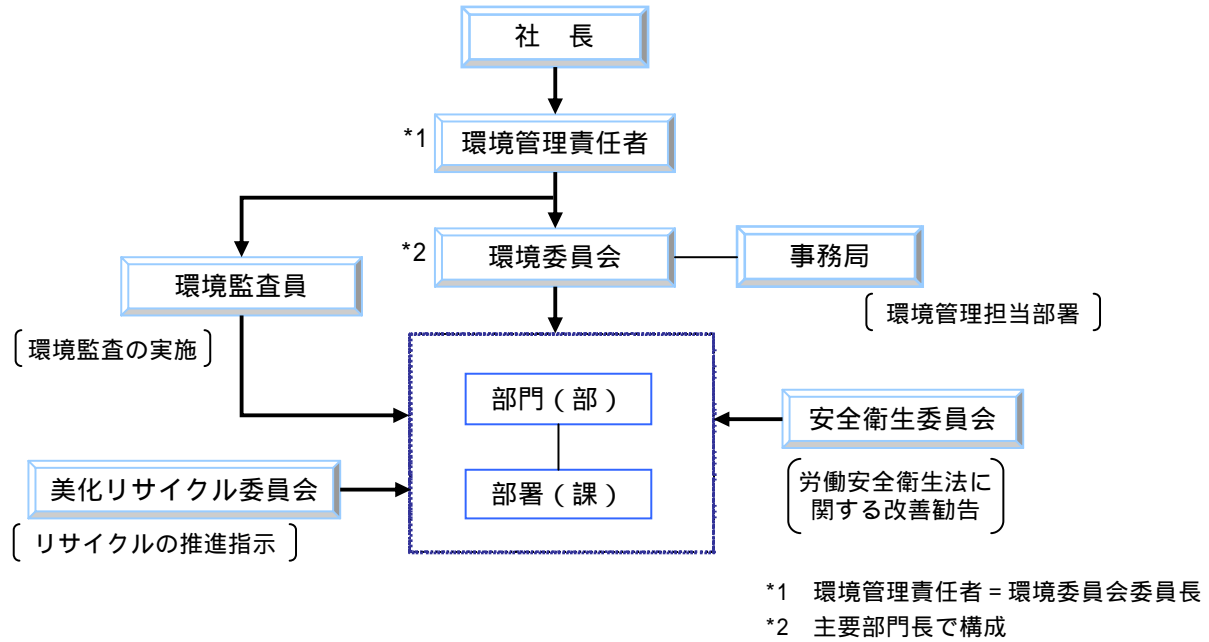 社　長
*1
環境管理責任者
*2
環境委員会
事務局
環境監査員
〔環境管理担当部署〕
〔環境監査の実施〕
部門（部）
安全衛生委員会
美化リサイクル委員会
部署（課）
労働安全衛生法に
関する改善勧告
〔リサイクルの推進指示〕
*1　環境管理責任者＝環境委員会委員長
*2　主要部門長で構成